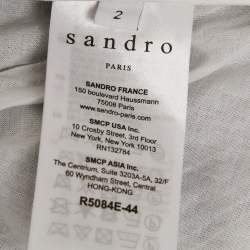 2
sandro
PARIS
SANDRO FRANCE
150 boulevard Haussmann
75008 Paris
www.sandro-paris.com
SMCP USA Inc.
10 Crosby Street, 3rd Floor
New York, New York 10013
RN132784
SMCP ASIA Inc.
The Centrium, Suite 3203-5A, 32/F
60 Wyndham Street, Central
HONG-KONG
R5084E-44